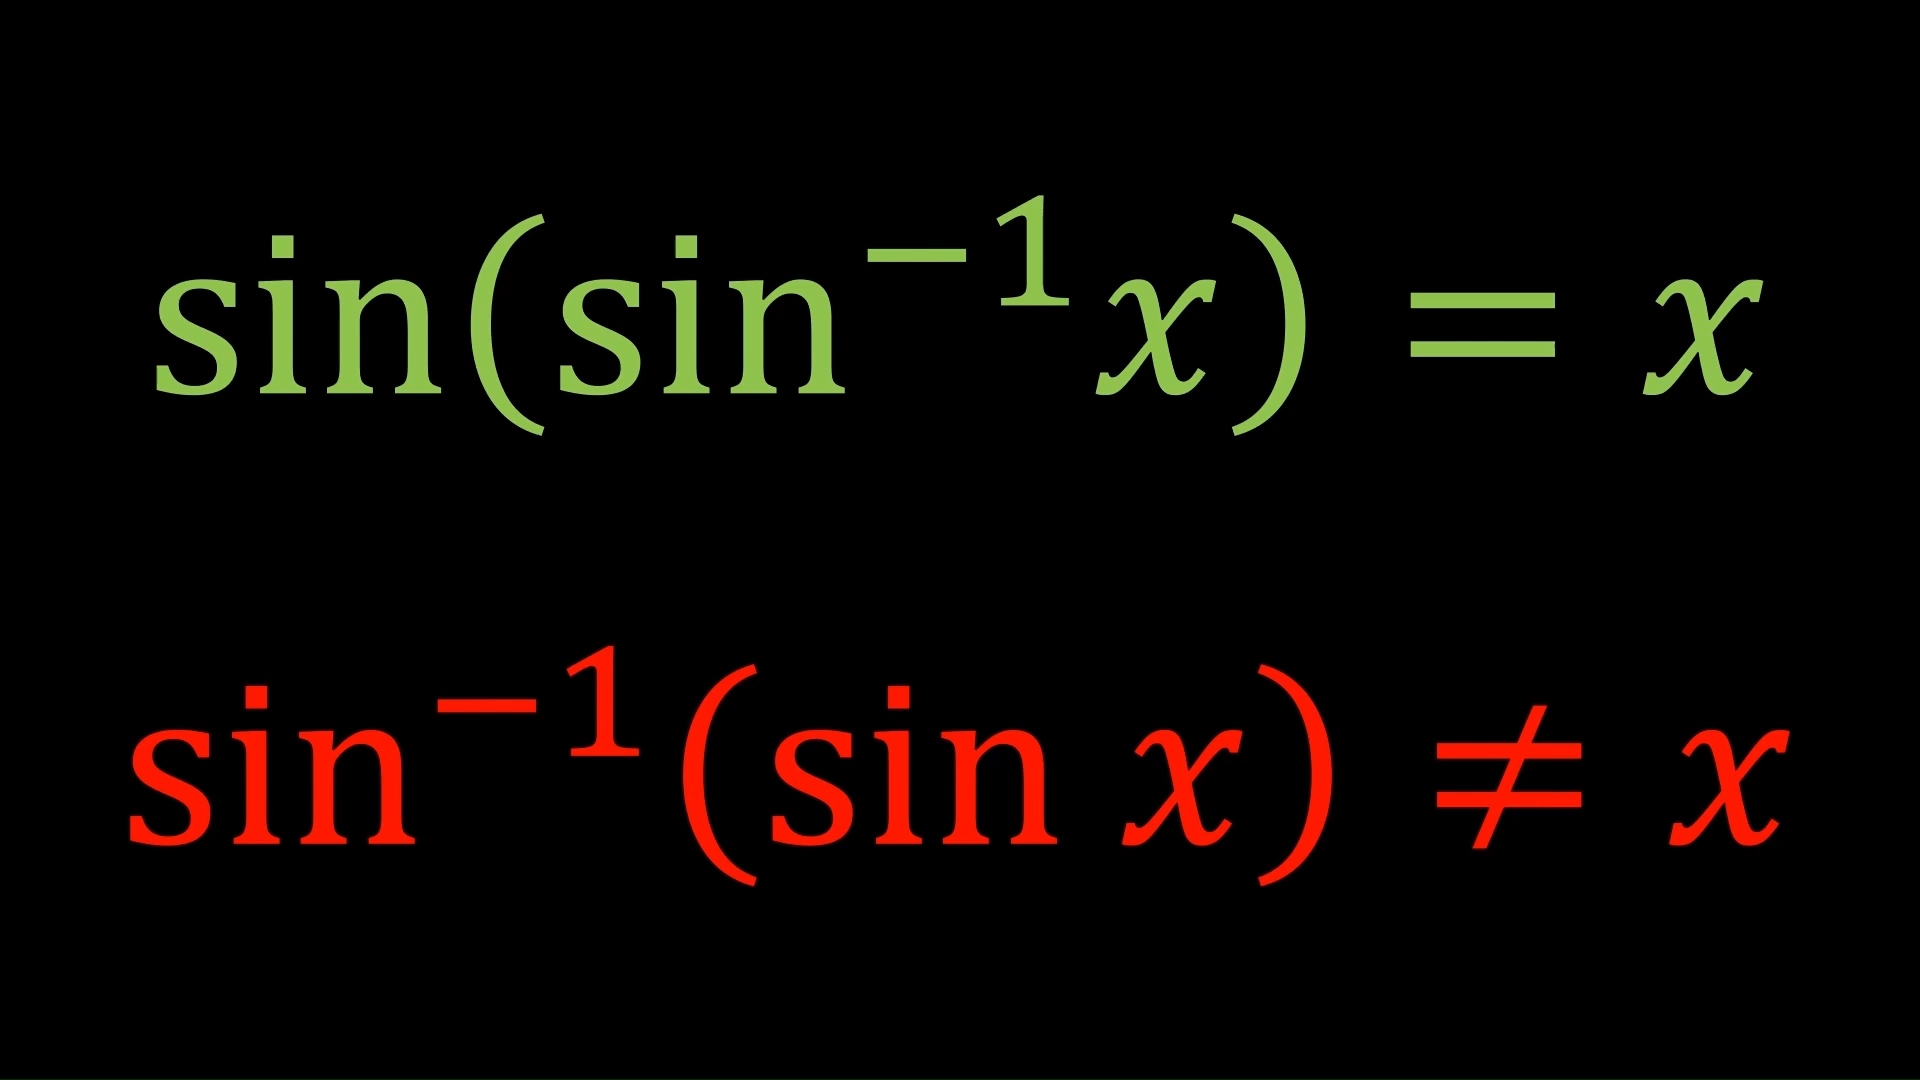 sin(sin⁻¹x) = x
sin⁻¹(sin x) ≠ x